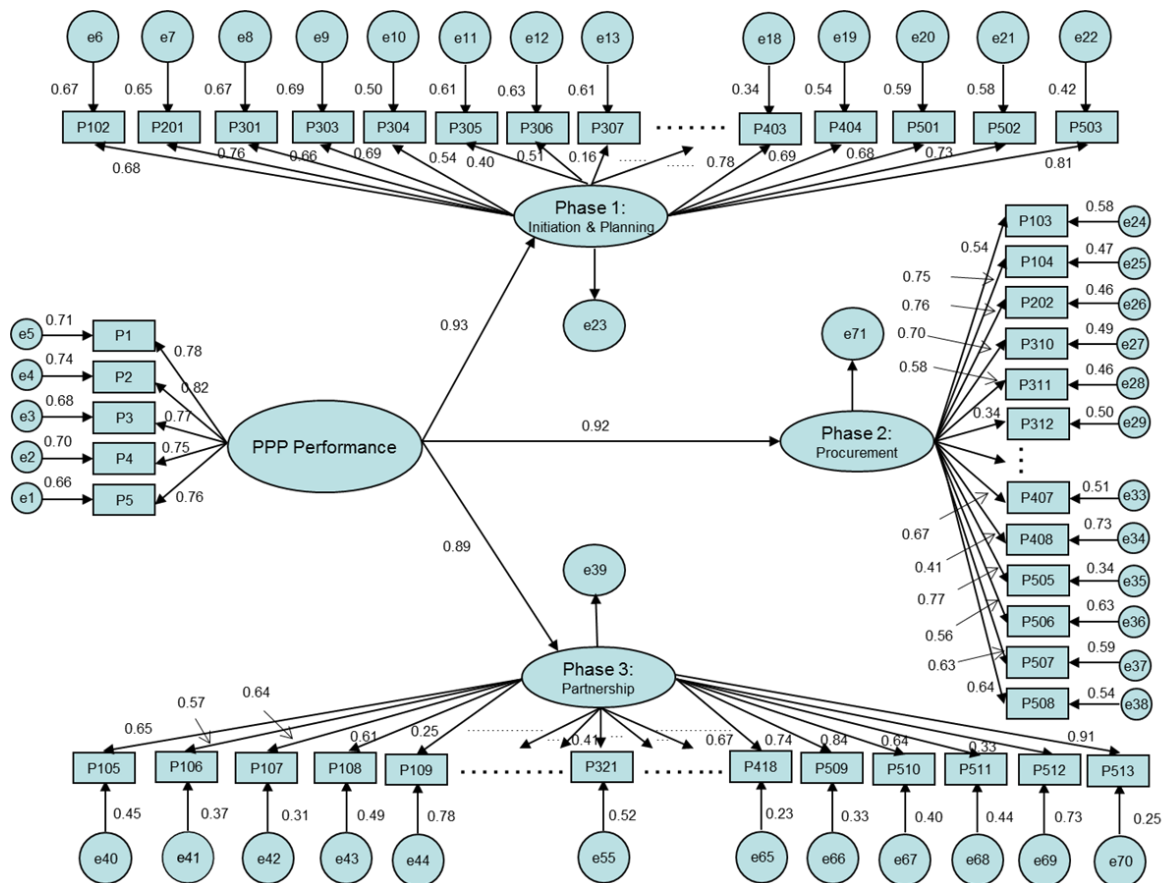 e6 e7 e8 e9 e10 e11 e12 e13 e18 e19 e20 e21 e22
0.67 0.65 0.67 0.69 0.50 0.61 0.63 0.61 0.34 0.54 0.59 0.58 0.42
P102 P201 P301 P303 P304 P305 P306 P307 ........ P403 P404 P501 P502 P503
0.68 0.76 0.66 0.69 0.54 0.40 0.51 0.16 ...... ........ 0.78 0.69 0.68 0.73 0.81
Phase 1:
Initiation & Planning
e23
0.93
e5 0.71 P1 0.78
e4 0.74 P2 0.82
e3 0.68 P3 0.77
e2 0.70 P4 0.75
e1 0.66 P5 0.76
PPP Performance
0.92
e71
Phase 2:
Procurement
0.54 P103 0.58 e24
0.75 P104 0.47 e25
0.76 P202 0.46 e26
0.70 P310 0.49 e27
0.58 P311 0.46 e28
0.34 P312 0.50 e29
0.67 P407 0.51 e33
0.41 P408 0.73 e34
0.77 P505 0.34 e35
0.56 P506 0.63 e36
0.63 P507 0.59 e37
0.64 P508 0.54 e38
0.89
e39
Phase 3:
Partnership
0.65 0.57 0.64 0.61 0.25 0.41 0.67 0.74 0.84 0.64 0.33 0.91
P105 P106 P107 P108 P109 ........... P321 ........ P418 P509 P510 P511 P512 P513
0.45 0.37 0.31 0.49 0.78 0.52 0.23 0.33 0.40 0.44 0.73 0.25
e40 e41 e42 e43 e44 e55 e65 e66 e67 e68 e69 e70